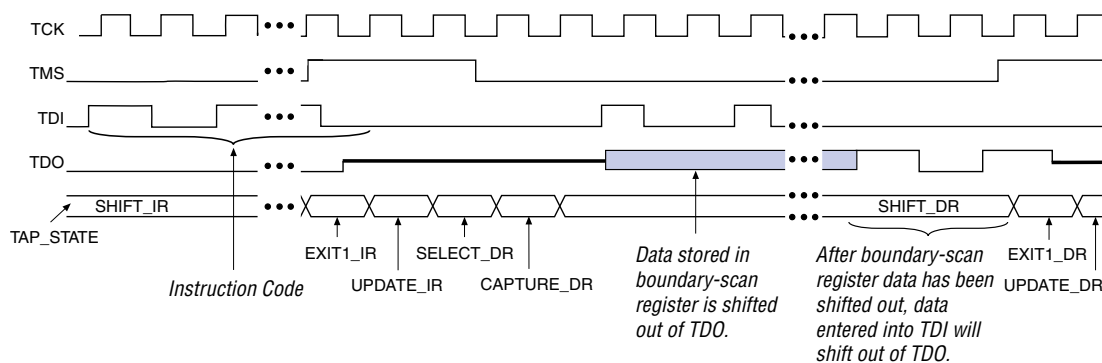 TCK
TMS
TDI
TDO
SHIFT_IR
SHIFT_DR
TAP_STATE
EXIT1_IR
SELECT_DR
Instruction Code
UPDATE_IR
CAPTURE_DR
Data stored in
boundary-scan
register is shifted
out of TDO.
After boundary-scan
register data has been
shifted out, data
entered into TDI will
shift out of TDO.
EXIT1_DR
UPDATE_DR